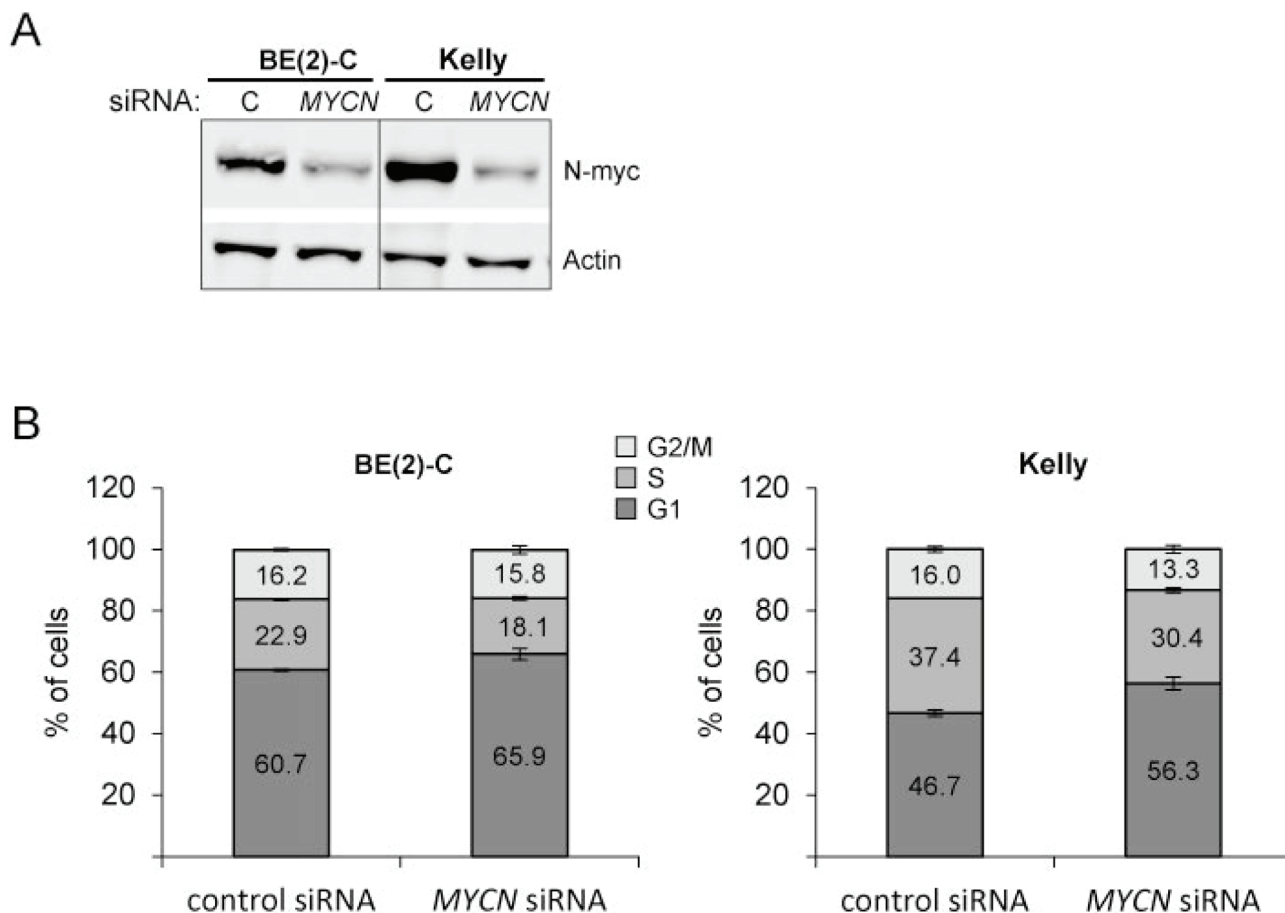 A
BE(2)-C Kelly
siRNA: C MYCN C MYCN
N-myc
Actin
B
BE(2)-C
G2/M
S
G1
Kelly
% of cells
120
100
80
60
40
20
16.2
22.9
60.7
15.8
18.1
65.9
control siRNA MYCN siRNA
% of cells
120
100
80
60
40
20
16.0
37.4
46.7
13.3
30.4
56.3
control siRNA MYCN siRNA